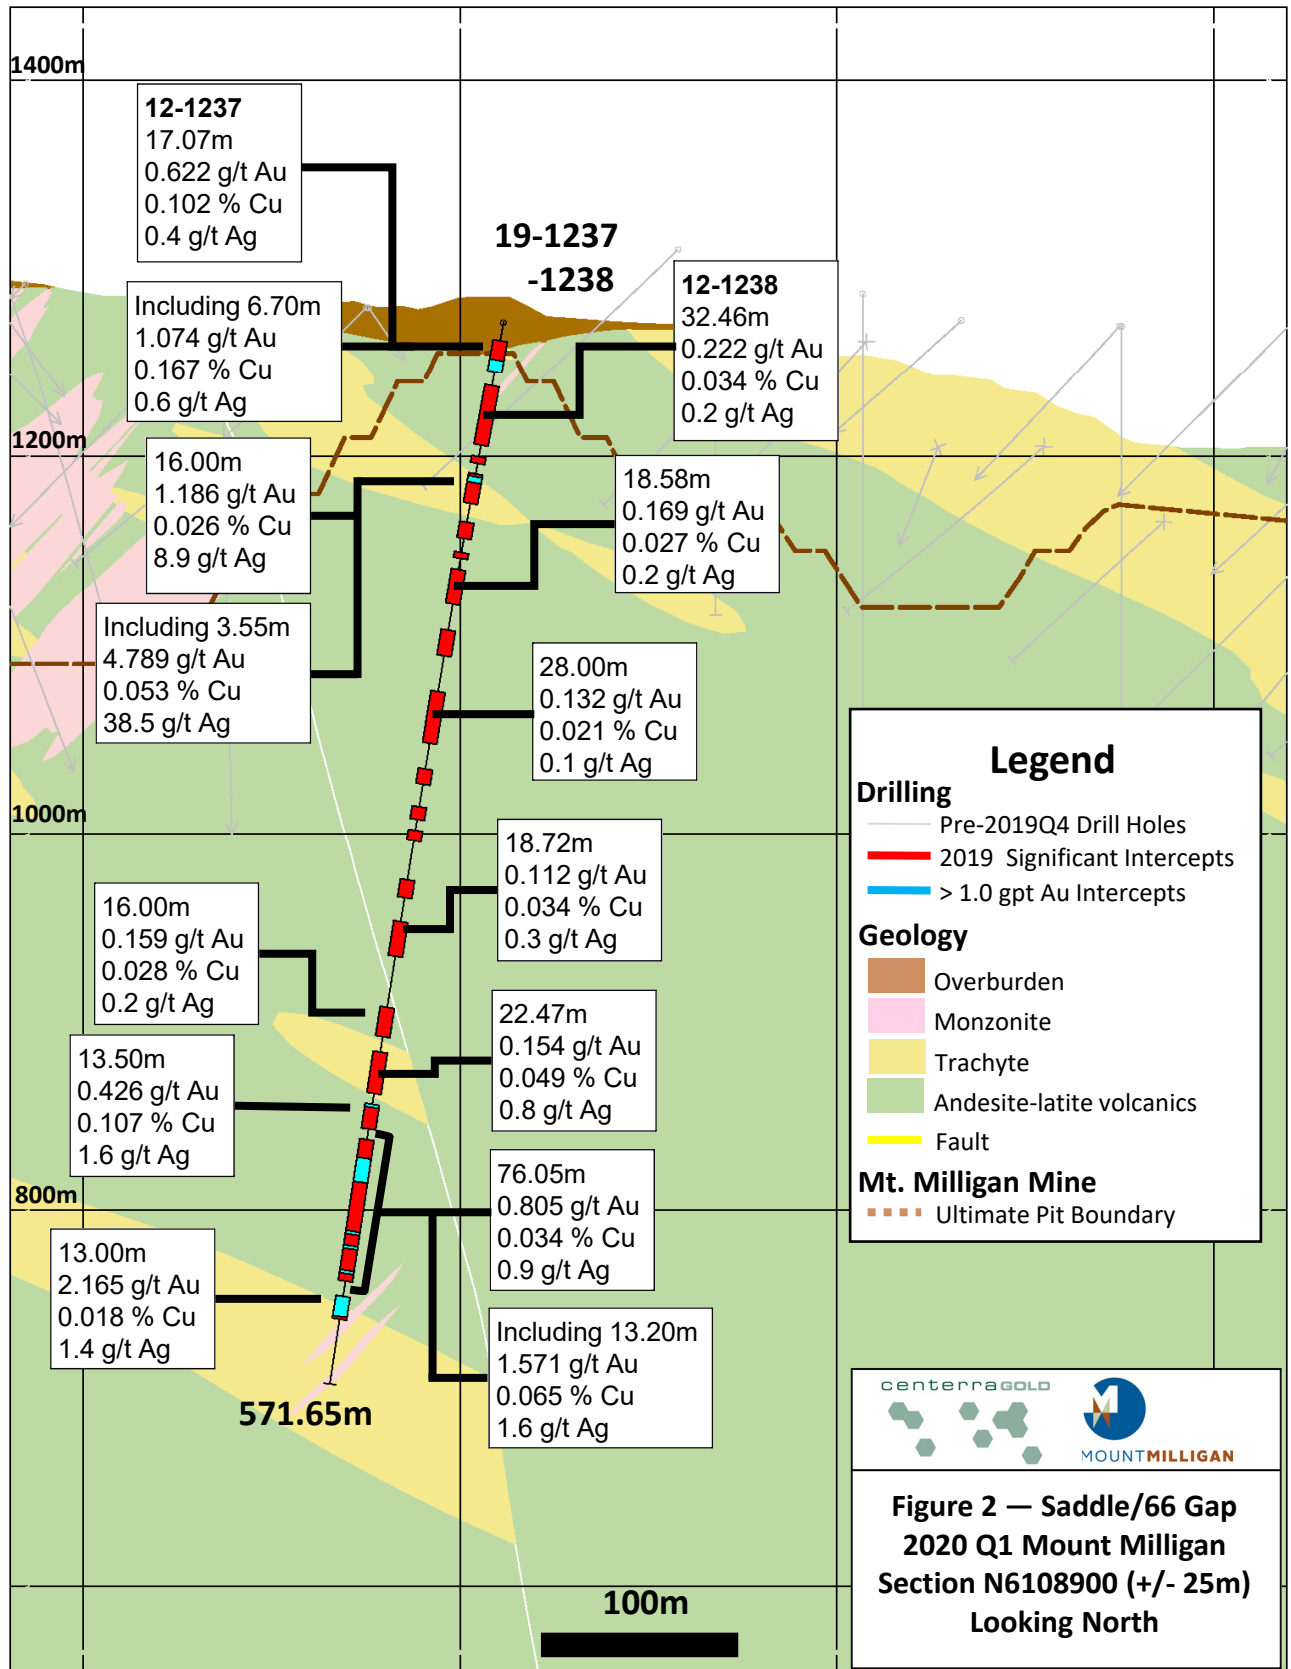 1400m
12-1237
17.07m
0.622 g/t Au
0.102 % Cu
0.4 g/t Ag
19-1237
-1238
Including 6.70m
1.074 g/t Au
0.167 % Cu
0.6 g/t Ag
12-1238
32.46m
0.222 g/t Au
0.034 % Cu
0.2 g/t Ag
1200m
16.00m
1.186 g/t Au
0.026 % Cu
8.9 g/t Ag
18.58m
0.169 g/t Au
0.027 % Cu
0.2 g/t Ag
Including 3.55m
4.789 g/t Au
0.053 % Cu
38.5 g/t Ag
28.00m
0.132 g/t Au
0.021 % Cu
0.1 g/t Ag
1000m
18.72m
0.112 g/t Au
0.034 % Cu
0.3 g/t Ag
16.00m
0.159 g/t Au
0.028 % Cu
0.2 g/t Ag
22.47m
0.154 g/t Au
0.049 % Cu
0.8 g/t Ag
13.50m
0.426 g/t Au
0.107 % Cu
1.6 g/t Ag
800m
76.05m
0.805 g/t Au
0.034 % Cu
0.9 g/t Ag
13.00m
2.165 g/t Au
0.018 % Cu
1.4 g/t Ag
Including 13.20m
1.571 g/t Au
0.065 % Cu
1.6 g/t Ag
571.65m
100m
Legend
Drilling
Pre-2019Q4 Drill Holes
2019 Significant Intercepts
> 1.0 gpt Au Intercepts
Geology
Overburden
Monzonite
Trachyte
Andesite-latite volcanics
Fault
Mt. Milligan Mine
Ultimate Pit Boundary
centerraGOLD
MOUNTMILLIGAN
Figure 2 — Saddle/66 Gap
2020 Q1 Mount Milligan
Section N6108900 (+/- 25m)
Looking North